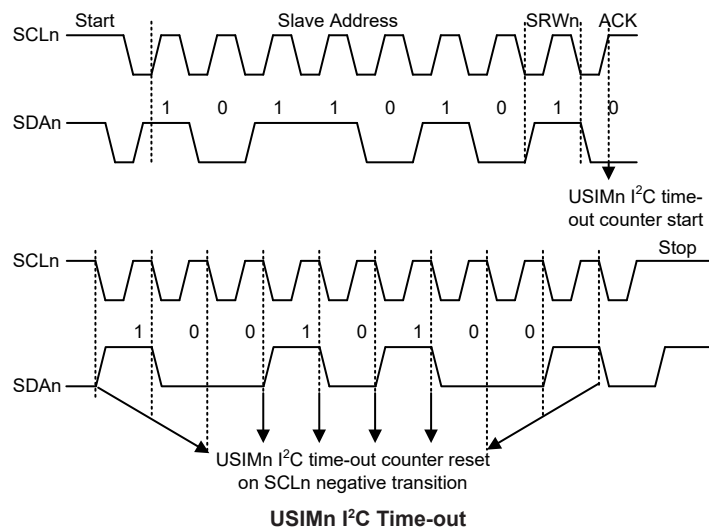 Start Slave Address SRWn ACK
SCLn
1 0 1 1 0 1 0 1 0
SDAn
USIMn I²C time-
out counter start
Stop
SCLn
1 0 0 1 0 1 0 0
SDAn
USIMn I²C time-out counter reset
on SCLn negative transition
USIMn I²C Time-out